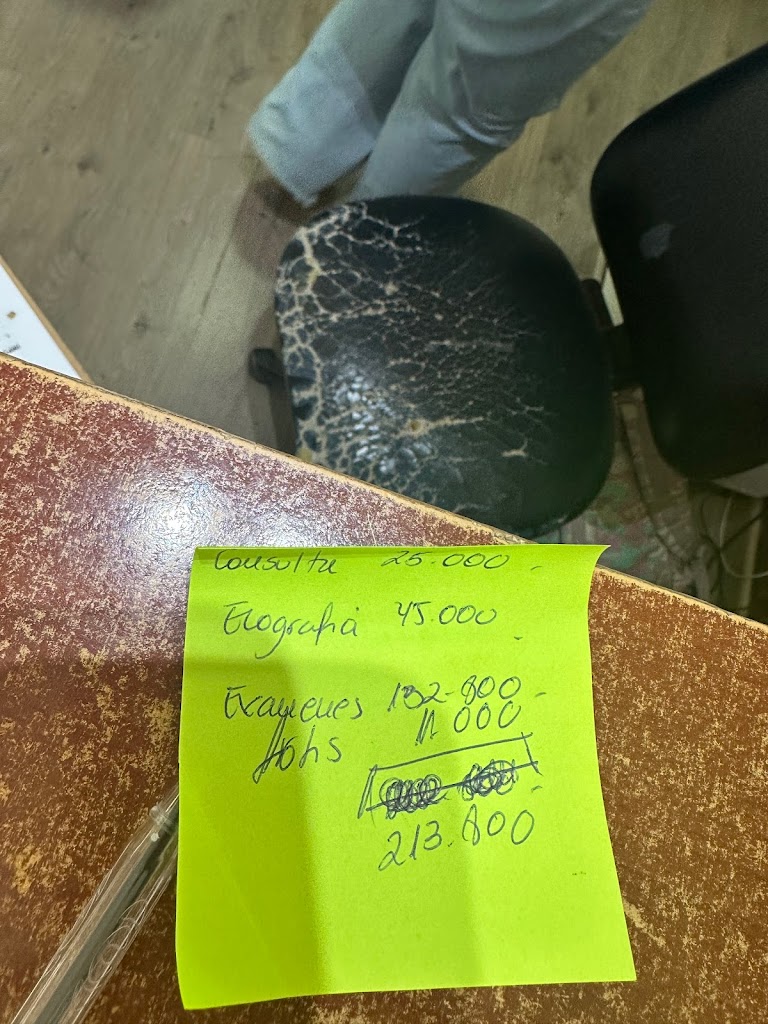 Consulta 25.000
Ecografía 45.000
Exámenes 132.800
11 000
213.800